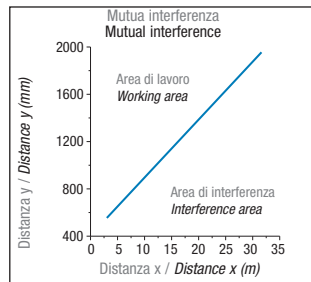 Mutua interferenza
Mutual interference
2000
1600
1200
800
400
Distanza y / Distance y (mm)
Area di lavoro
Working area
Area di interferenza
Interference area
0 5 10 15 20 25 30 35
Distanza x / Distance x (m)